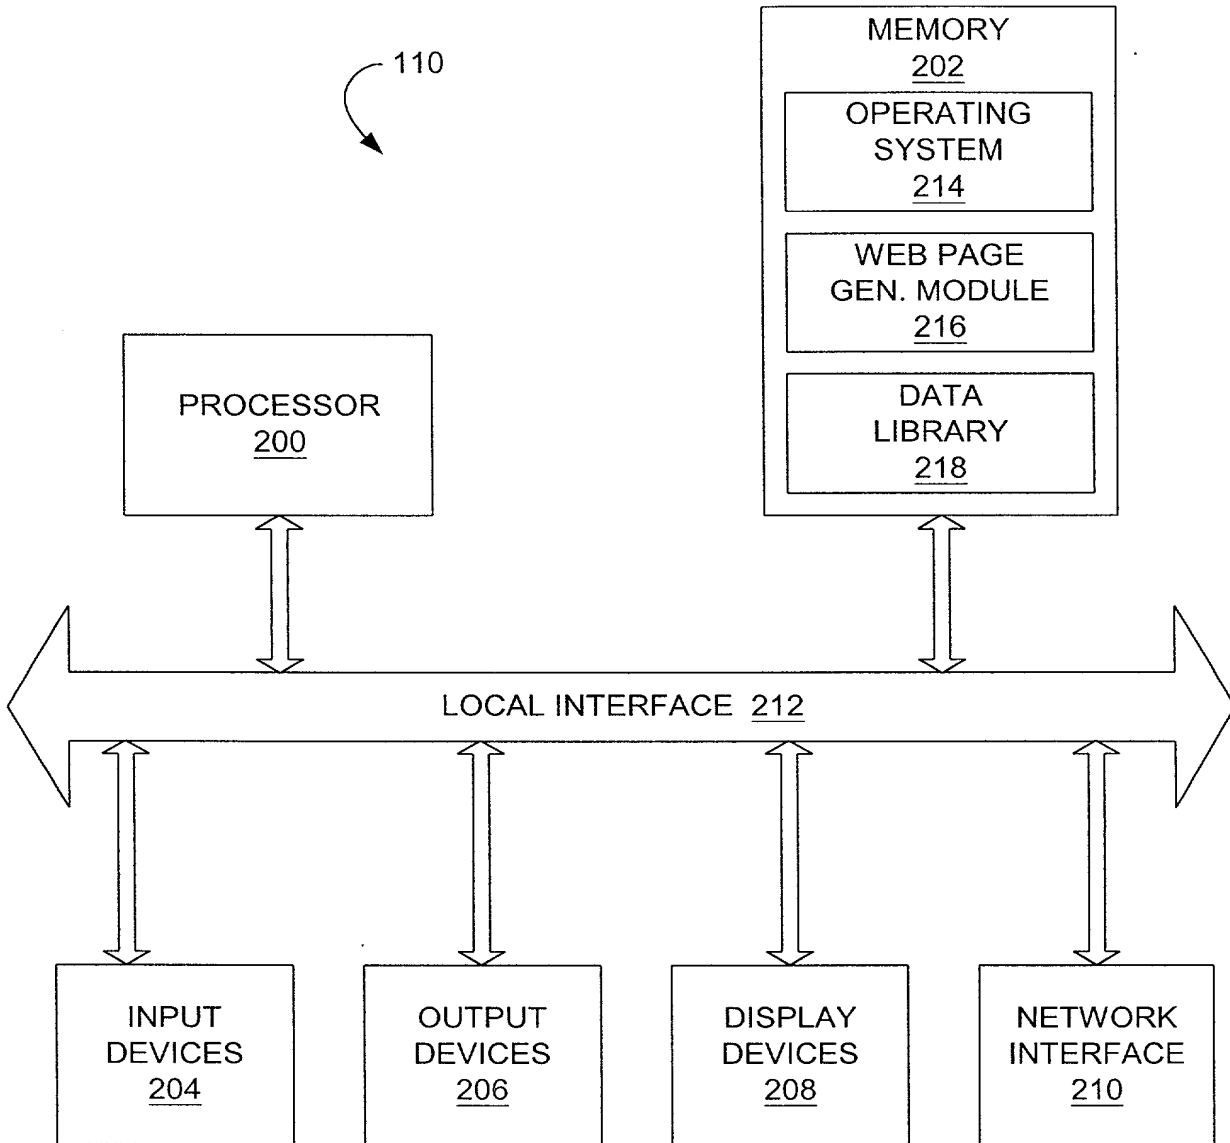 110
MEMORY
202
OPERATING
SYSTEM
214
WEB PAGE
GEN. MODULE
216
DATA
LIBRARY
218
PROCESSOR
200
LOCAL INTERFACE 212
INPUT
DEVICES
204
OUTPUT
DEVICES
206
DISPLAY
DEVICES
208
NETWORK
INTERFACE
210